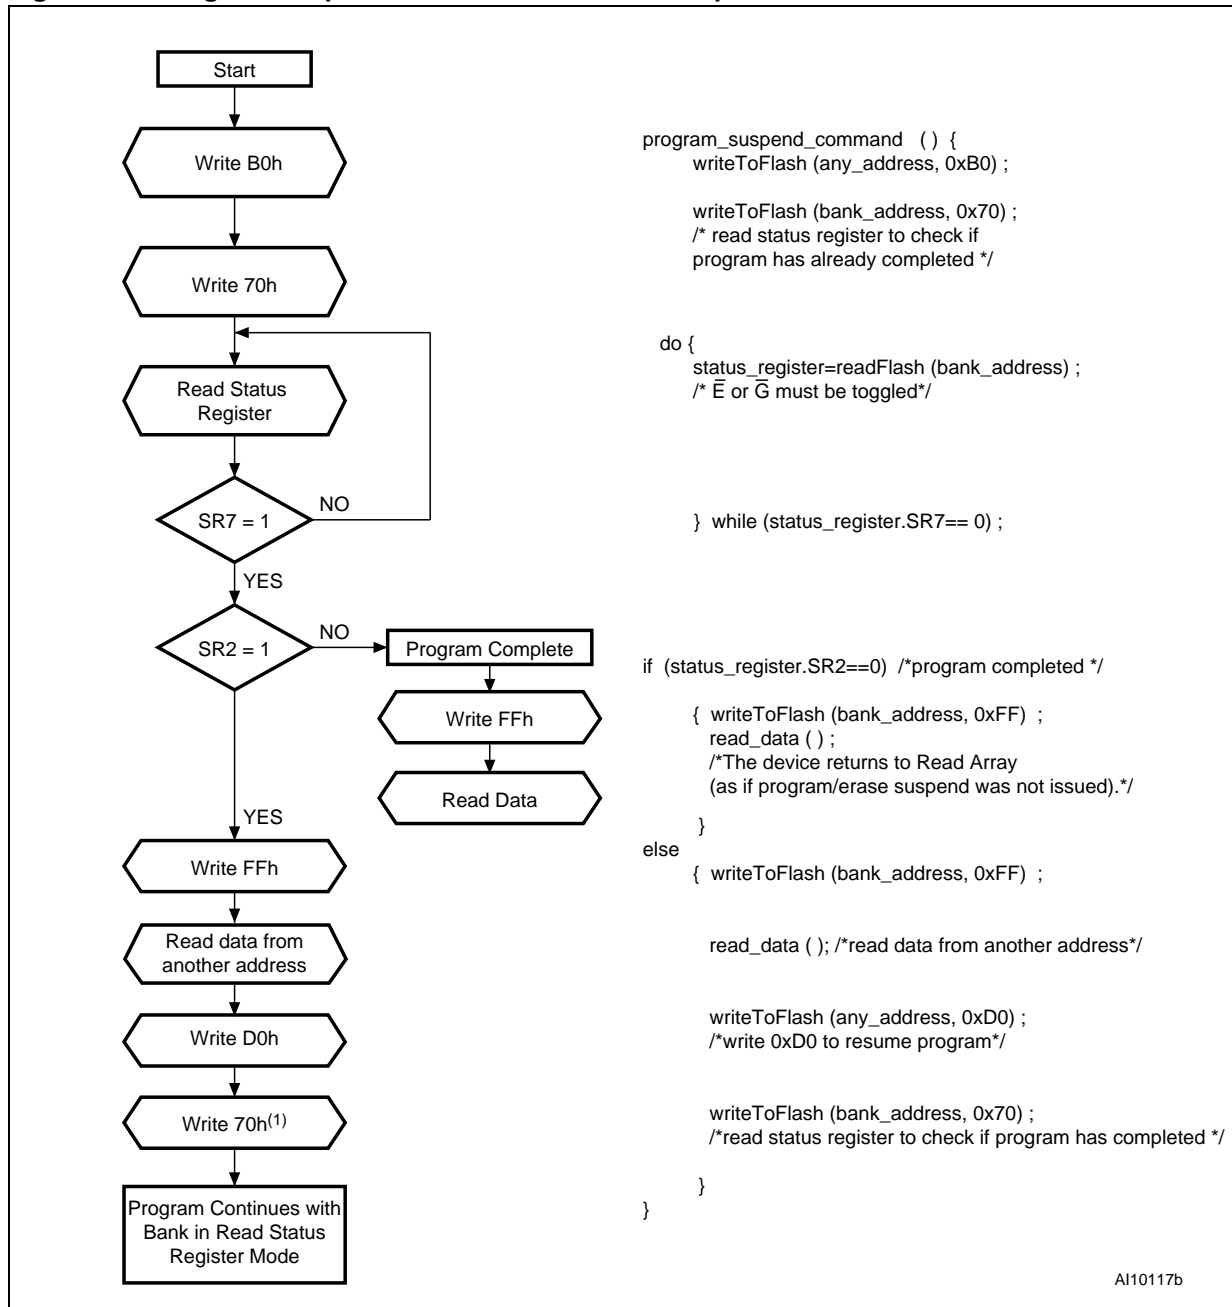 Start
Write B0h
Write 70h
Read Status
Register
SR7 = 1
NO
YES
SR2 = 1
NO
Program Complete
Write FFh
Read Data
YES
Write FFh
Read data from
another address
Write D0h
Write 70h(1)
Program Continues with
Bank in Read Status
Register Mode
program_suspend_command ( ) {
writeToFlash (any_address, 0xB0) ;
writeToFlash (bank_address, 0x70) ;
/* read status register to check if
program has already completed */
do {
status_register=readFlash (bank_address) ;
/* E̅ or G̅ must be toggled*/
} while (status_register.SR7== 0) ;
if (status_register.SR2==0) /*program completed */
{ writeToFlash (bank_address, 0xFF) ;
read_data ( ) ;
/*The device returns to Read Array
(as if program/erase suspend was not issued).*/
}
else
{ writeToFlash (bank_address, 0xFF) ;
read_data ( ); /*read data from another address*/
writeToFlash (any_address, 0xD0) ;
/*write 0xD0 to resume program*/
writeToFlash (bank_address, 0x70) ;
/*read status register to check if program has completed */
}
}
AI10117b